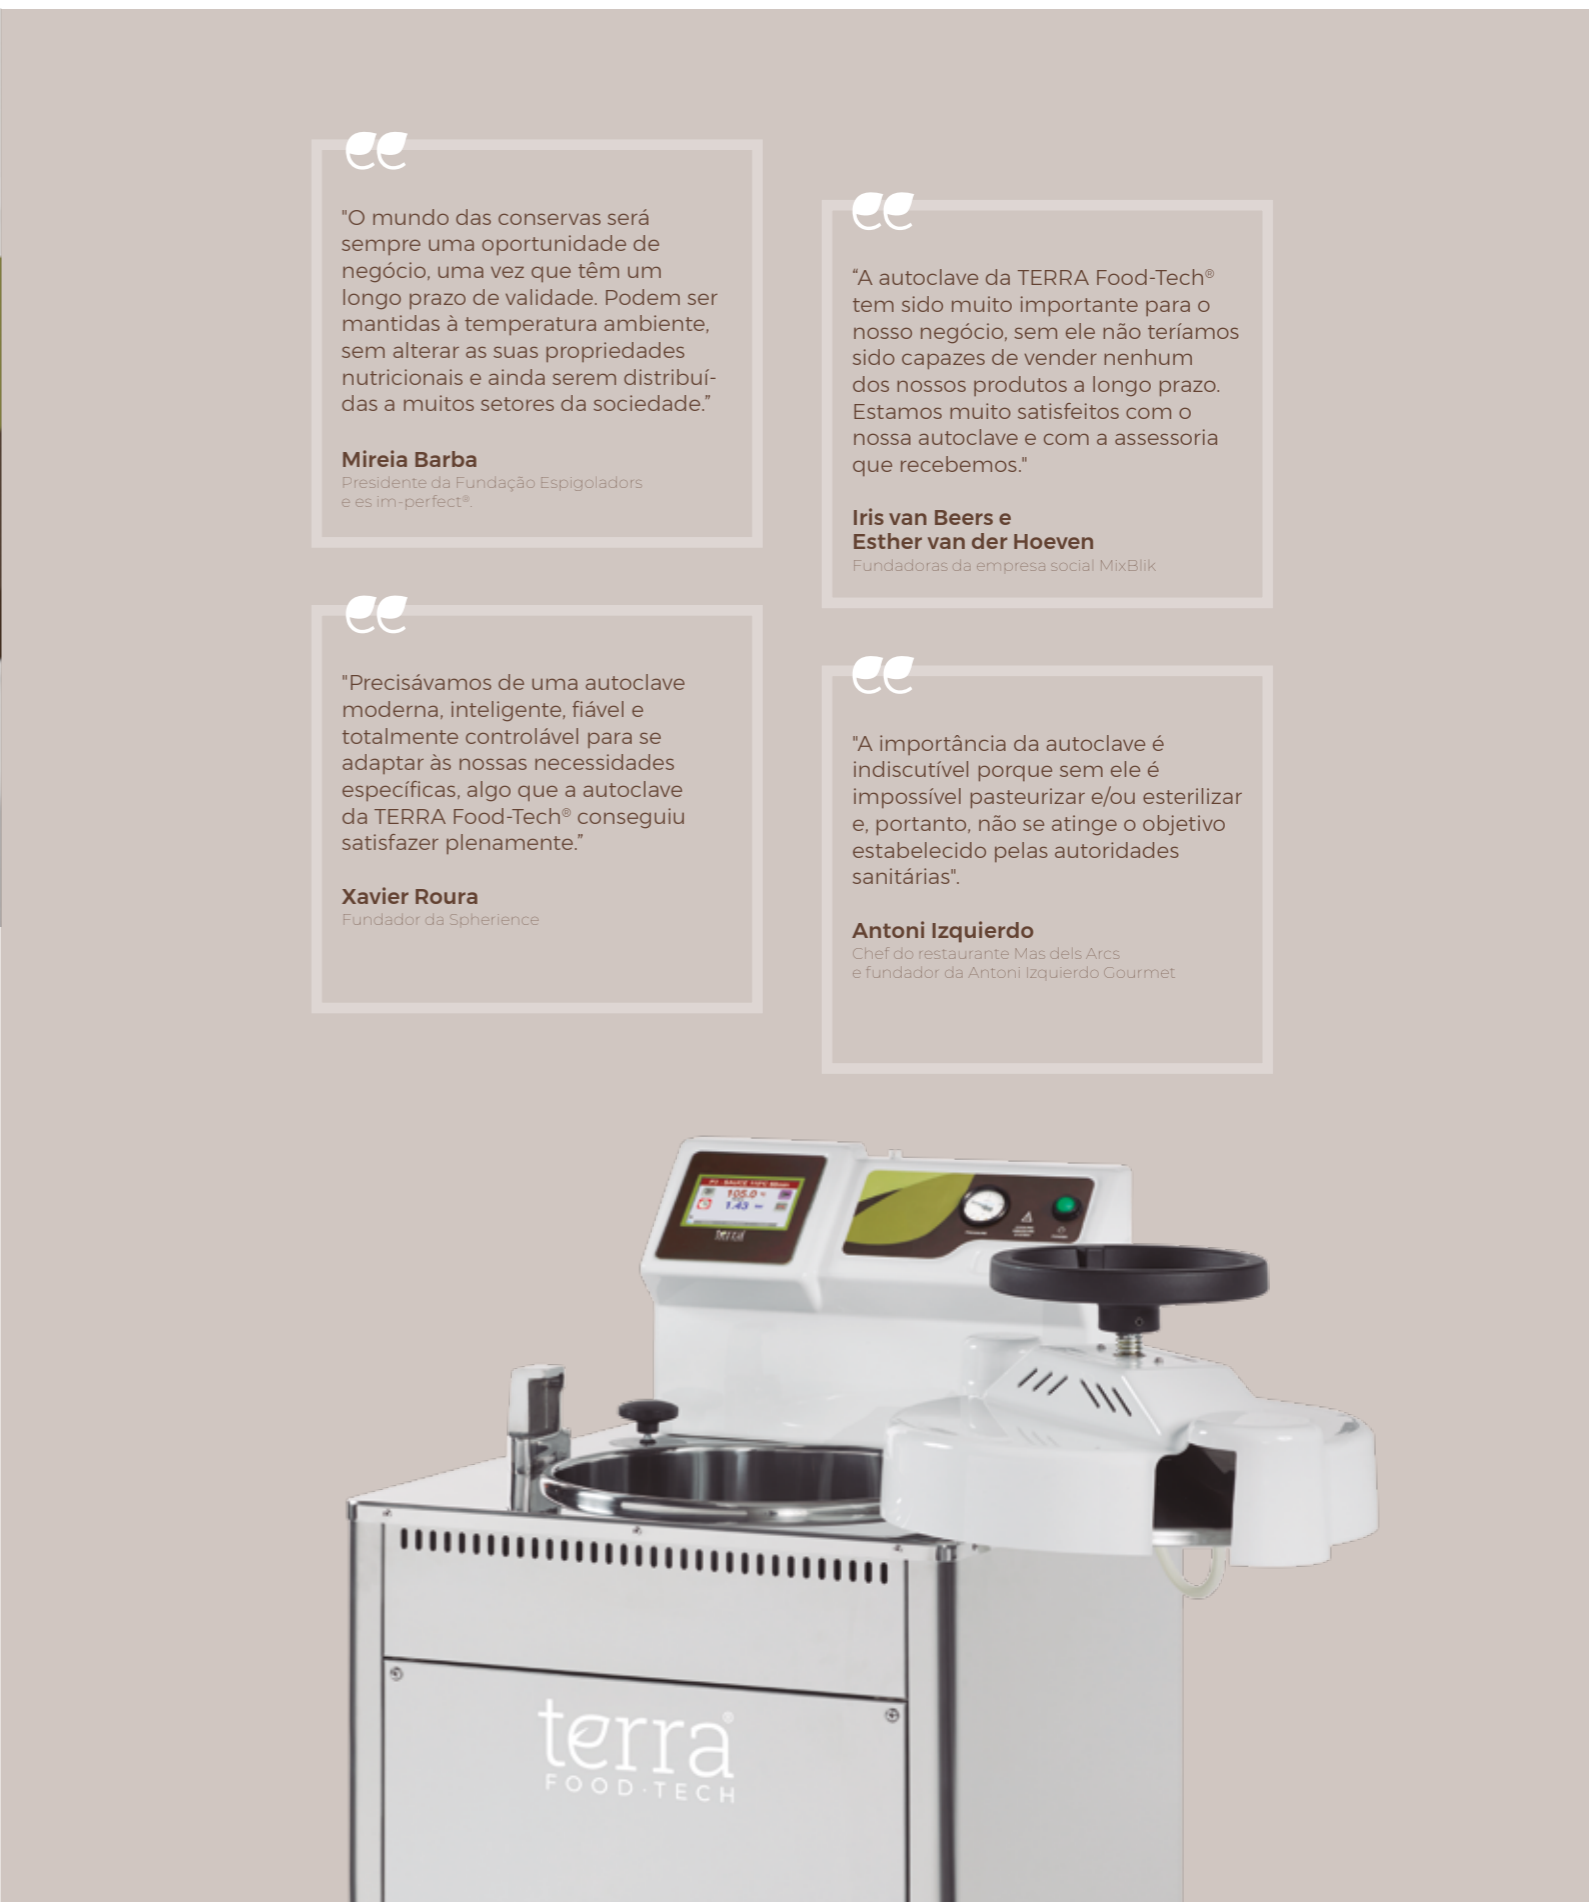 "O mundo das conservas será
sempre uma oportunidade de
negócio, uma vez que têm um
longo prazo de validade. Podem ser
mantidas à temperatura ambiente,
sem alterar as suas propriedades
nutricionais e ainda serem distribuí-
das a muitos setores da sociedade.”
Mireia Barba
Presidente da Fundação Espigoladors
e es im-perfect®.
“A autoclave da TERRA Food-Tech®
tem sido muito importante para o
nosso negócio, sem ele não teríamos
sido capazes de vender nenhum
dos nossos produtos a longo prazo.
Estamos muito satisfeitos com o
nossa autoclave e com a assessoria
que recebemos."
Iris van Beers e
Esther van der Hoeven
Fundadoras da empresa social MixBlik
"Precisávamos de uma autoclave
moderna, inteligente, fiável e
totalmente controlável para se
adaptar às nossas necessidades
específicas, algo que a autoclave
da TERRA Food-Tech® conseguiu
satisfazer plenamente.”
Xavier Roura
Fundador da Spherience
"A importância da autoclave é
indiscutível porque sem ele é
impossível pasteurizar e/ou esterilizar
e, portanto, não se atinge o objetivo
estabelecido pelas autoridades
sanitárias".
Antoni Izquierdo
Chef do restaurante Mas dels Arcs
e fundador da Antoni Izquierdo Gourmet
105.0
1.43
terra
terra®
FOOD·TECH